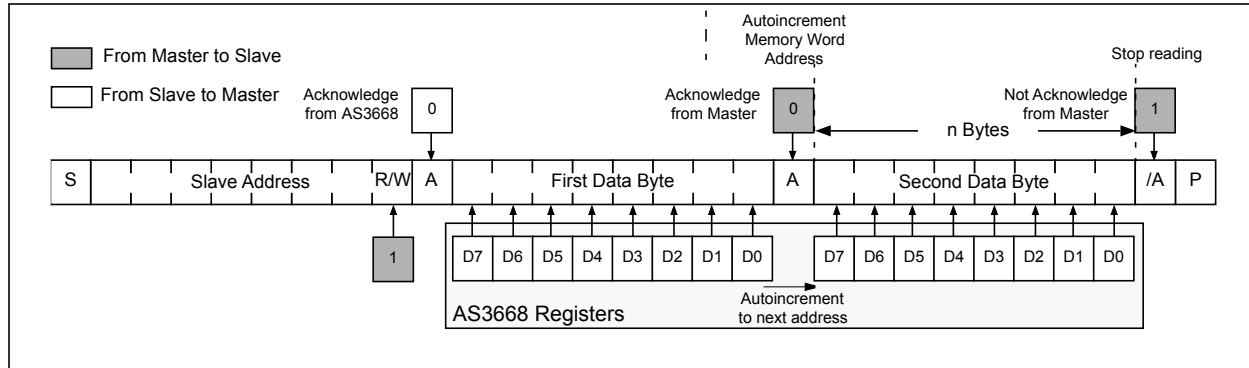 From Master to Slave
From Slave to Master
Autoincrement
Memory Word
Address
Stop reading
Acknowledge
from AS3668
0
Acknowledge
from Master
0
n Bytes
Not Acknowledge
from Master
1
S Slave Address R/W A First Data Byte A Second Data Byte /A P
1
D7 D6 D5 D4 D3 D2 D1 D0 D7 D6 D5 D4 D3 D2 D1 D0
Autoincrement
to next address
AS3668 Registers